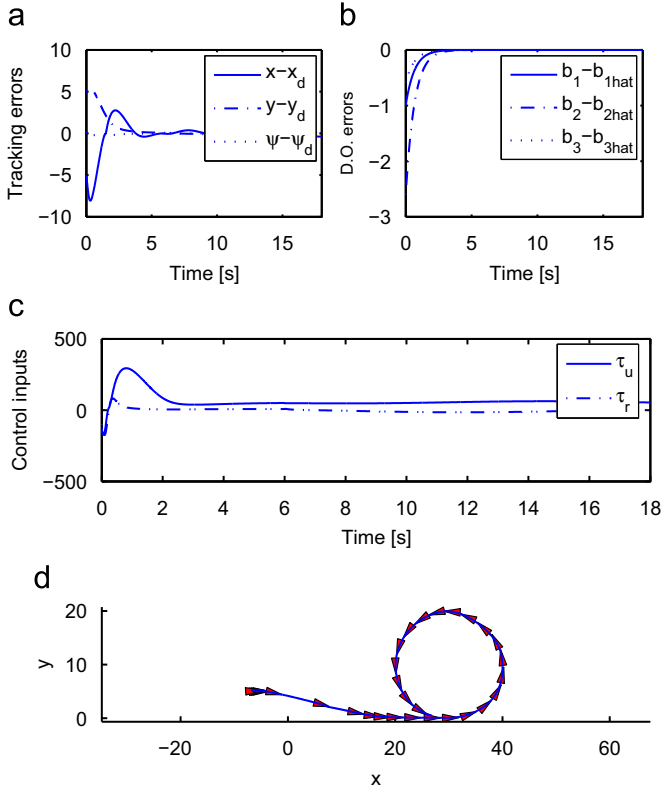 a
Tracking errors
10
5
0
−5
−10
x−x_d
y−y_d
ψ−ψ_d
0
5
10
15
Time [s]
b
D.O. errors
0
−1
−2
−3
b_1−b_1hat
b_2−b_2hat
b_3−b_3hat
0
5
10
15
Time [s]
c
Control inputs
500
0
−500
τ_u
τ_r
0
2
4
6
8
10
12
14
16
18
Time [s]
d
y
20
10
0
−20
0
20
40
60
x